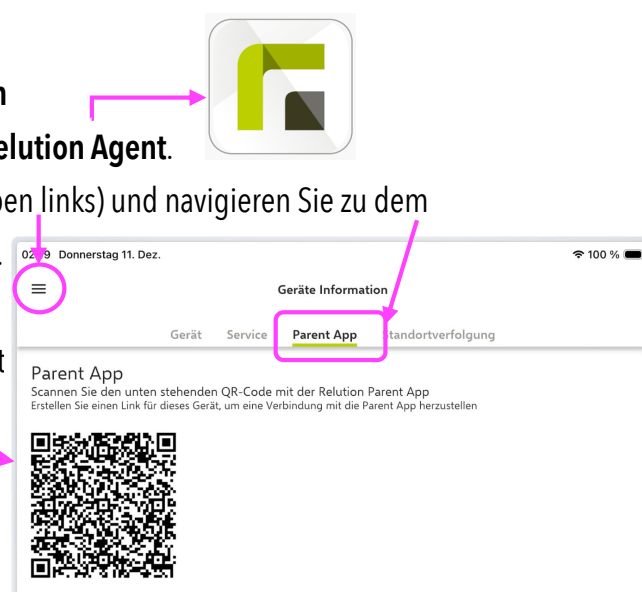 n
elution Agent.
en links) und navigieren Sie zu dem
.
Donnerstag 11. Dez.
100 %
Geräte Information
Gerät Service Parent App Standortverfolgung
t
Parent App
Scannen Sie den unten stehenden QR-Code mit der Relution Parent App
Erstellen Sie einen Link für dieses Gerät, um eine Verbindung mit die Parent App herzustellen